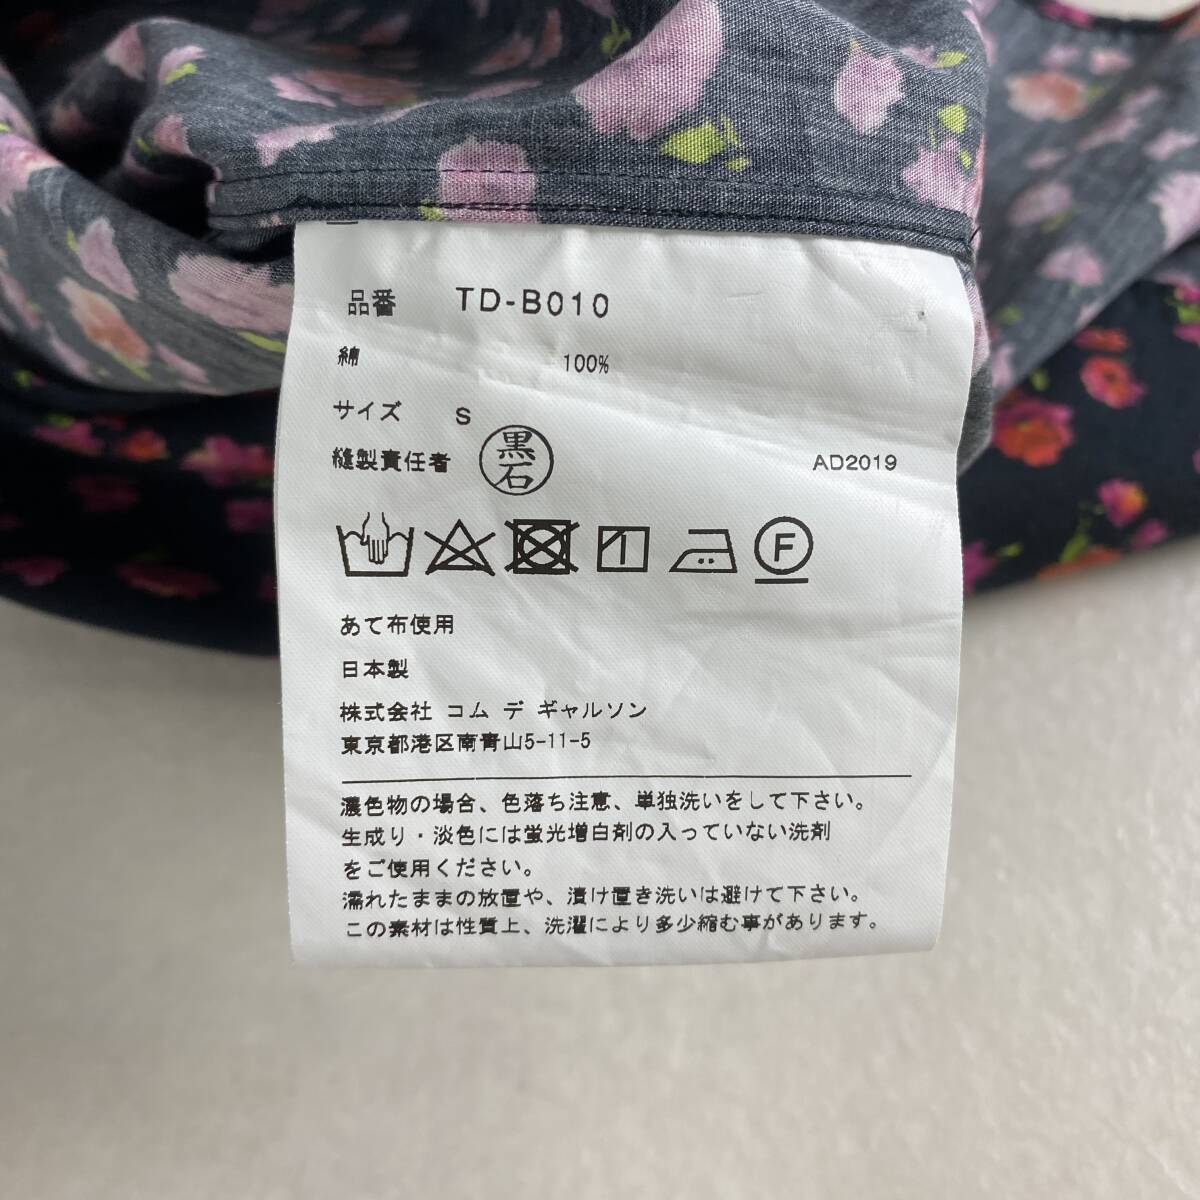 品番 TD-B010
綿 100%
サイズ S
縫製責任者 黒石 AD2019
F
あて布使用
日本製
株式会社 コム デ ギャルソン
東京都港区南青山5-11-5
濃色物の場合、色落ち注意、単独洗いをして下さい。
生成り・淡色には蛍光増白剤の入っていない洗剤
をご使用ください。
濡れたままの放置や、漬け置き洗いは避けて下さい。
この素材は性質上、洗濯により多少縮む事があります。